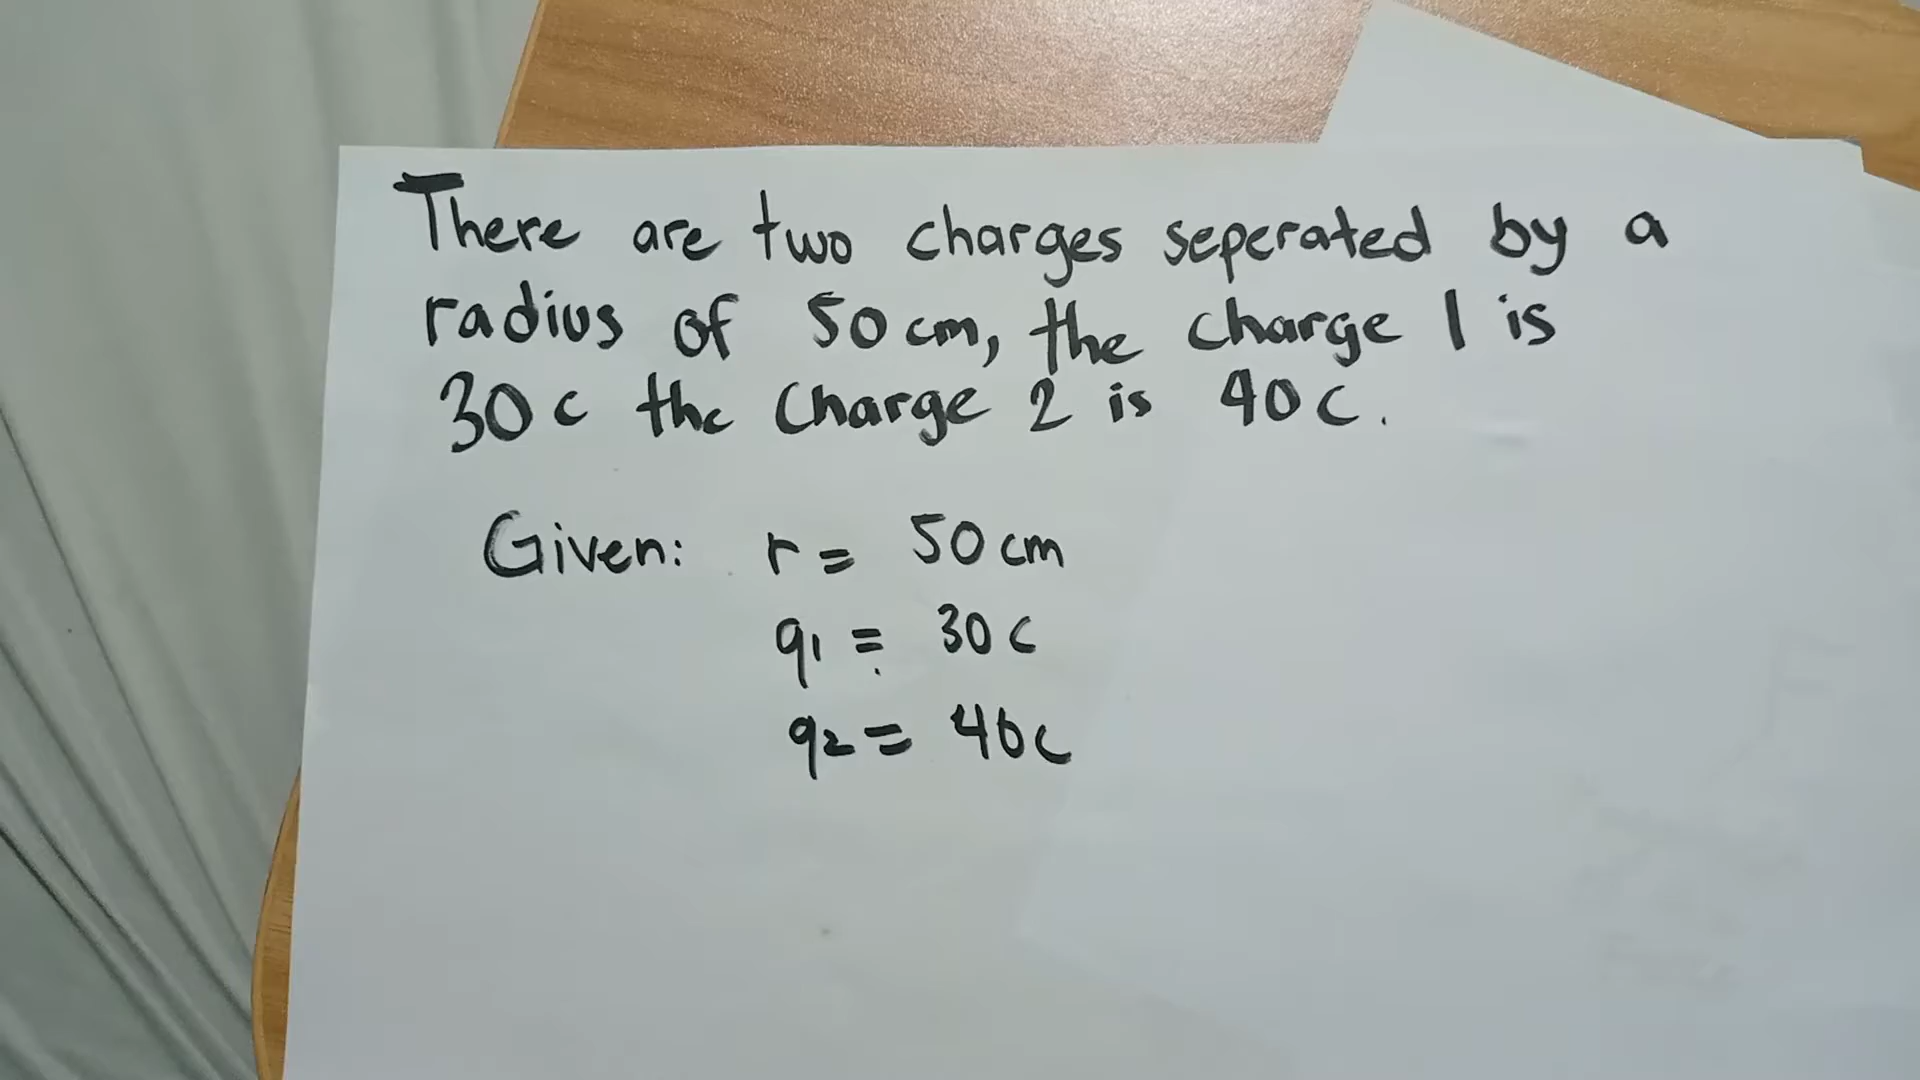 There are two charges seperated by a
radius of 50 cm, the charge 1 is
30 c the charge 2 is 40 c.
Given: r = 50 cm
q1 = 30 c
q2 = 40 c